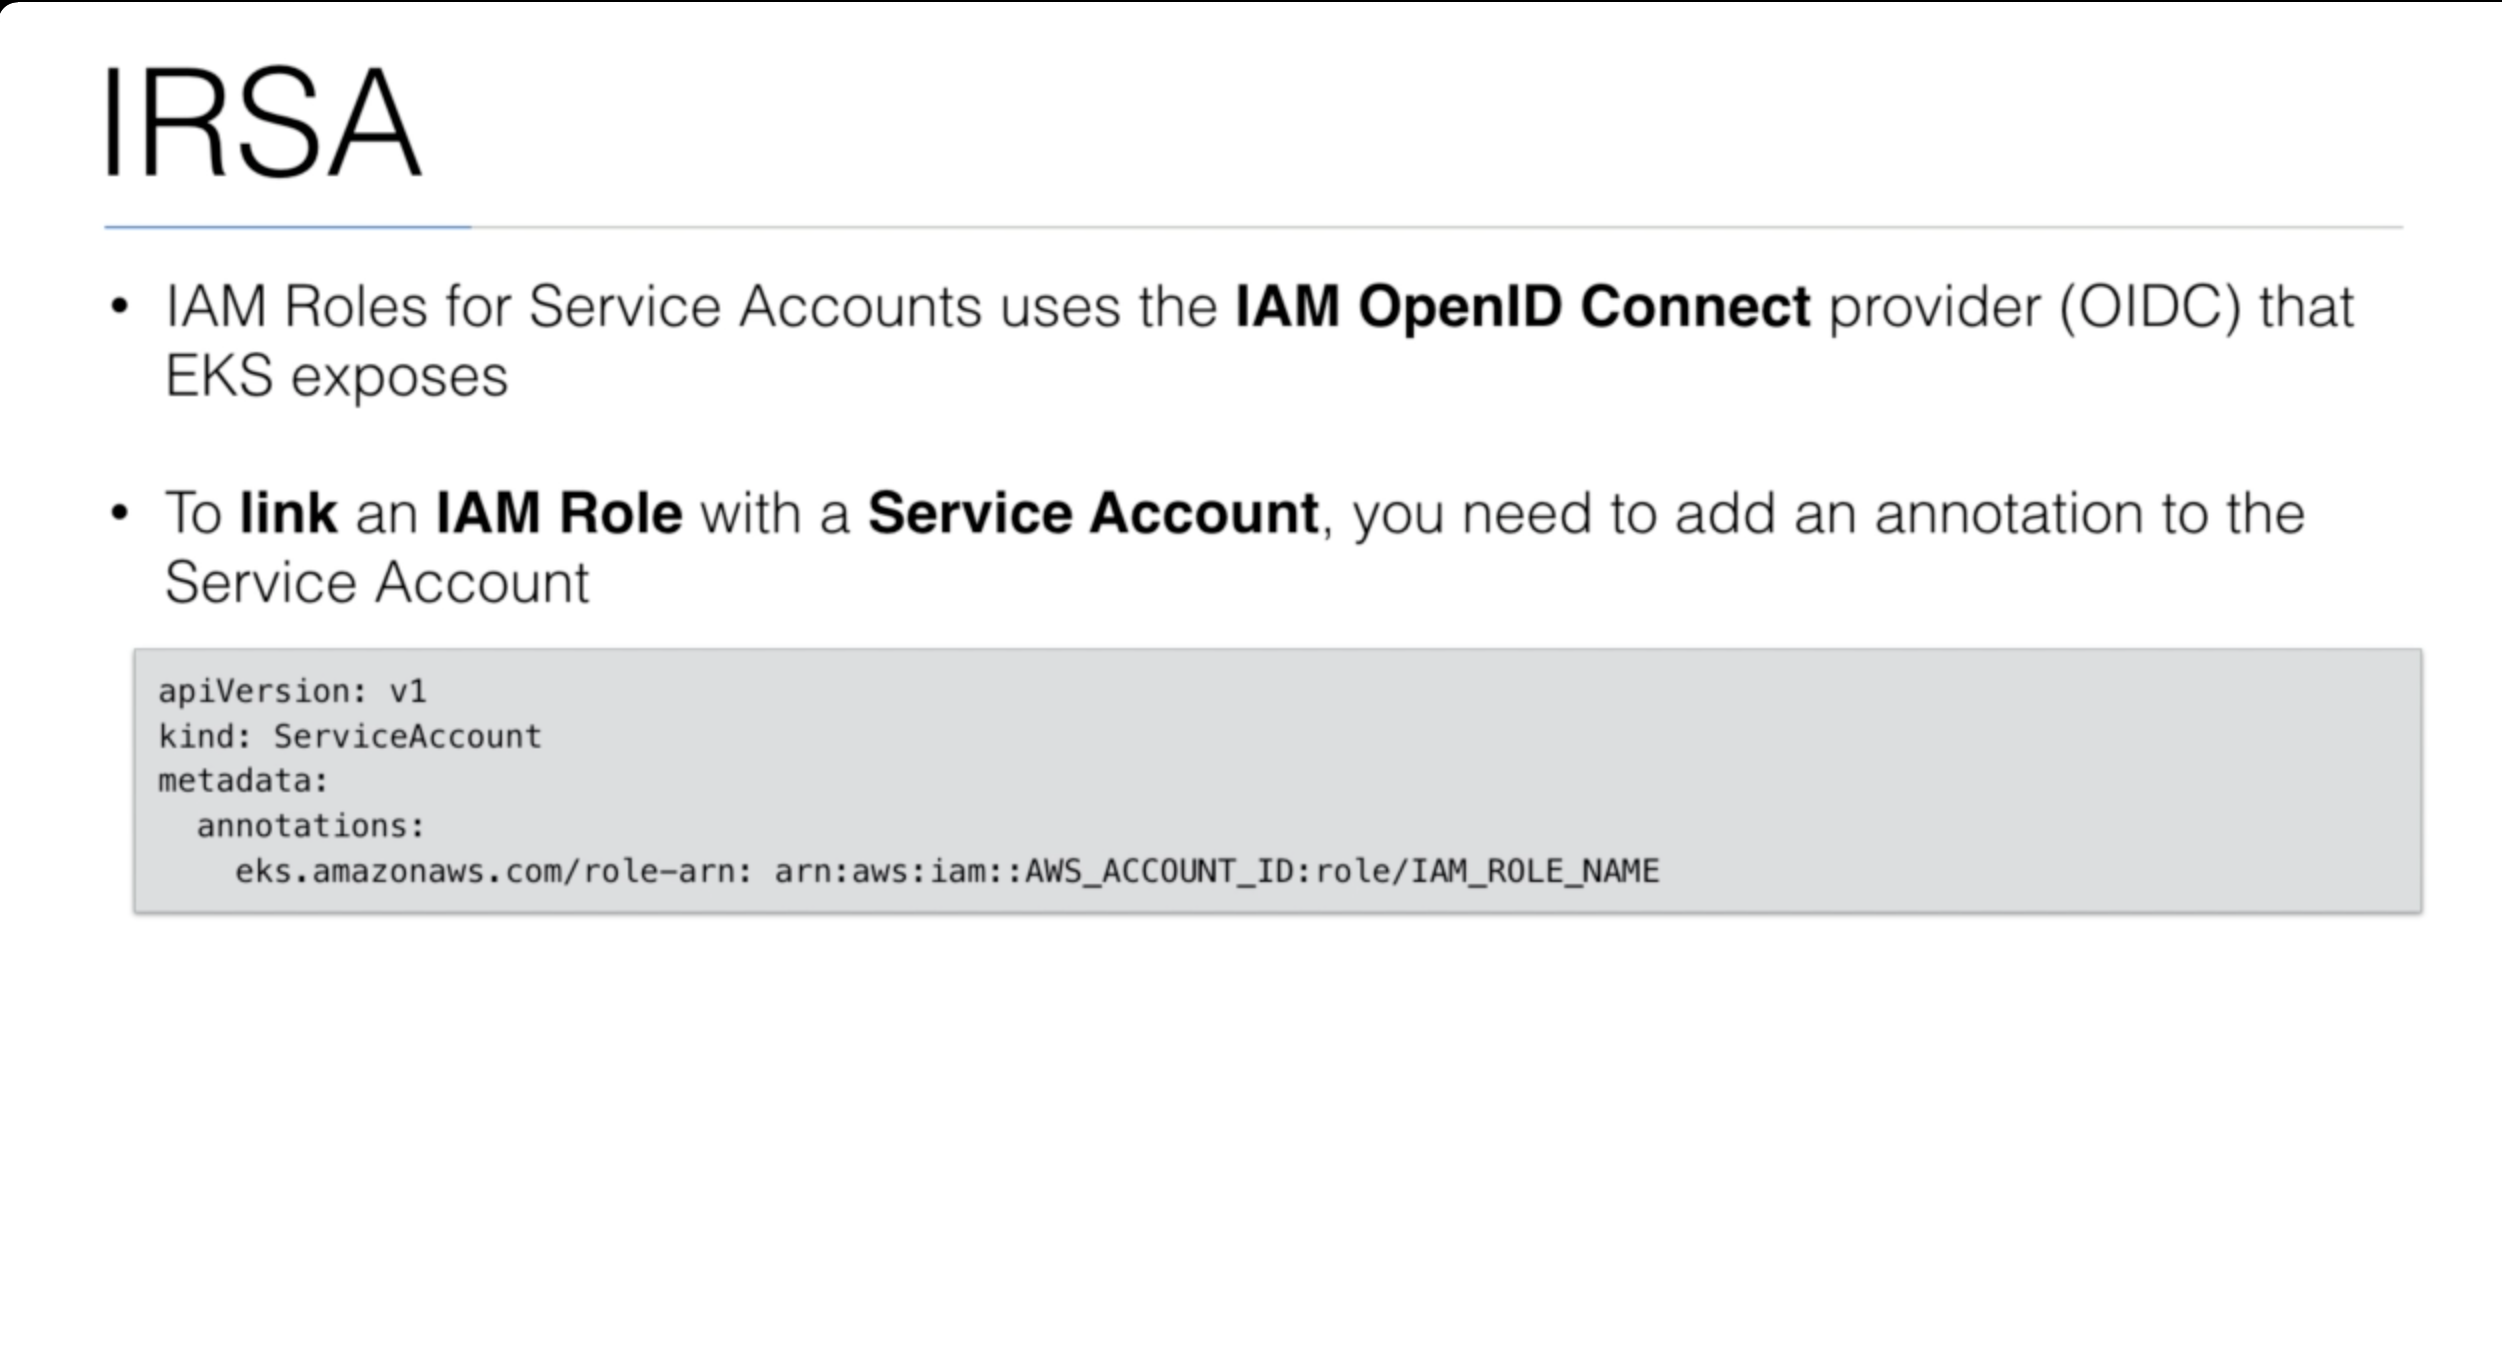 IRSA
• IAM Roles for Service Accounts uses the IAM OpenID Connect provider (OIDC) that
EKS exposes
• To link an IAM Role with a Service Account, you need to add an annotation to the
Service Account
apiVersion: v1
kind: ServiceAccount
metadata:
  annotations:
    eks.amazonaws.com/role-arn: arn:aws:iam::AWS_ACCOUNT_ID:role/IAM_ROLE_NAME